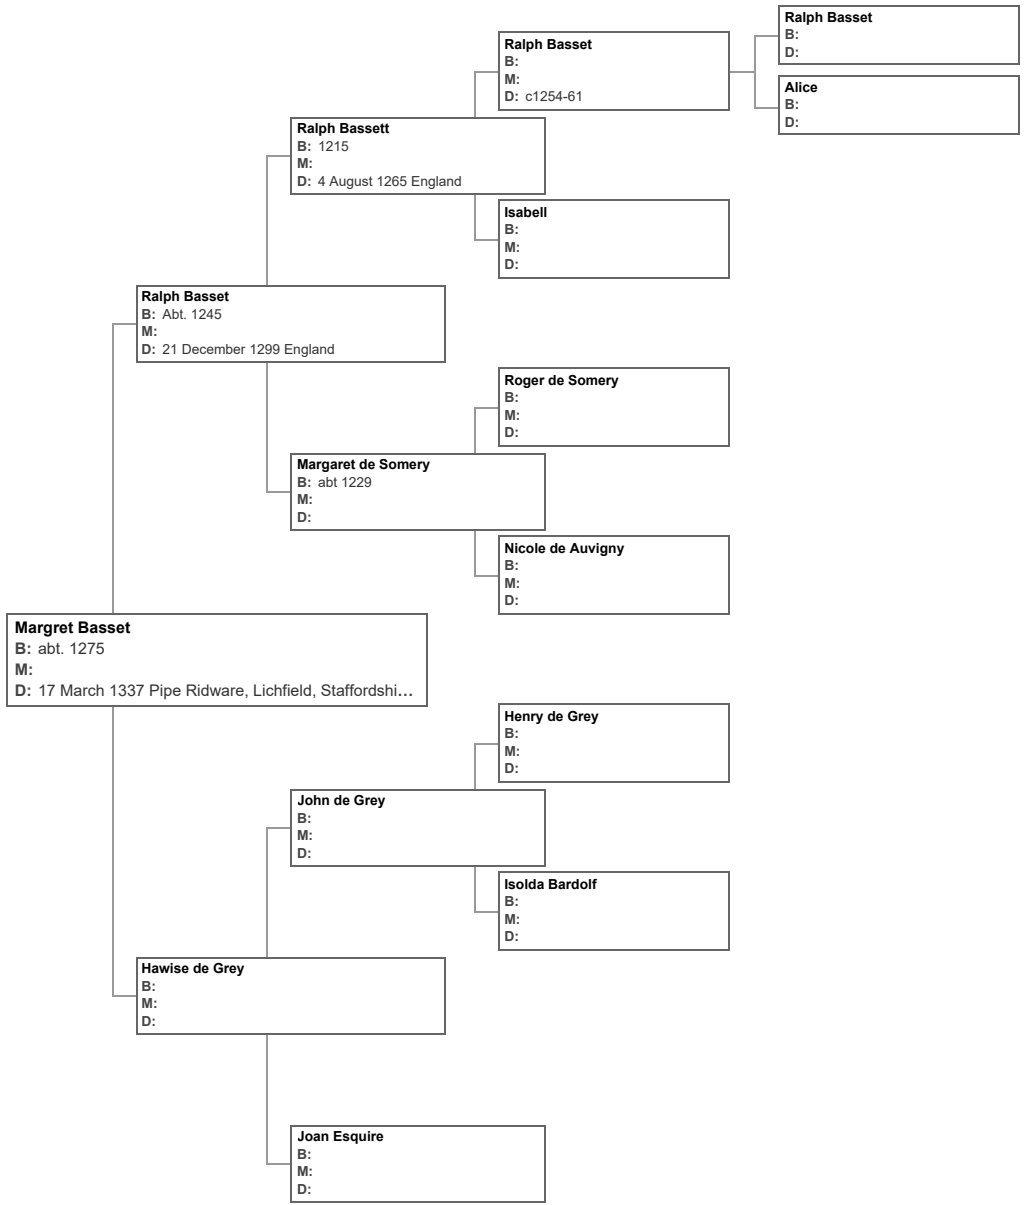 Ralph Basset
B:
D:
Alice
B:
D:
Ralph Basset
B:
M:
D: c1254-61
Ralph Bassett
B: 1215
M:
D: 4 August 1265 England
Isabell
B:
M:
D:
Ralph Basset
B: Abt. 1245
M:
D: 21 December 1299 England
Roger de Somery
B:
M:
D:
Margaret de Somery
B: abt 1229
M:
D:
Nicole de Auvigny
B:
M:
D:
Margret Basset
B: abt. 1275
M:
D: 17 March 1337 Pipe Ridware, Lichfield, Staffordshi...
Henry de Grey
B:
M:
D:
John de Grey
B:
M:
D:
Isolda Bardolf
B:
M:
D:
Hawise de Grey
B:
M:
D:
Joan Esquire
B:
M:
D: